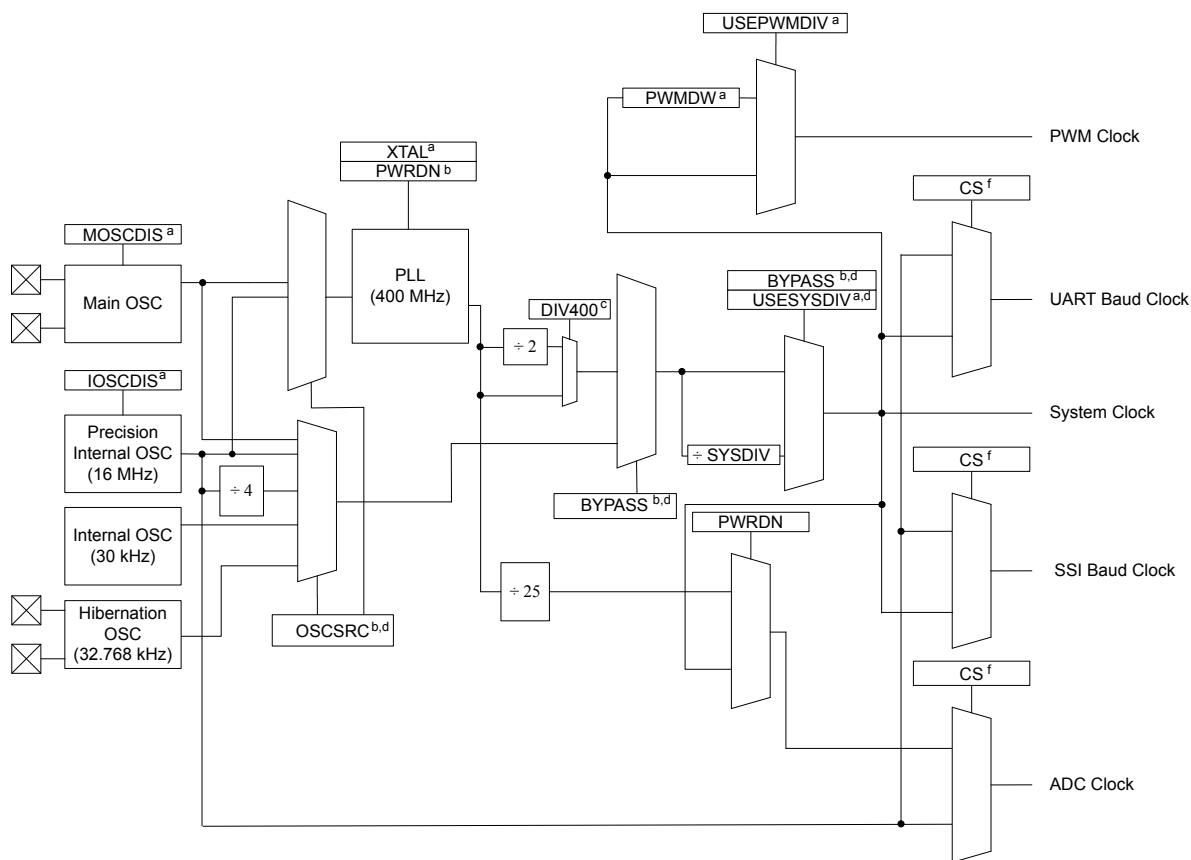 USEPWMDIV a
PWMDW a
PWM Clock
XTAL a
PWRDN b
CS f
MOSCDIS a
Main OSC
PLL
(400 MHz)
BYPASS b,d
USESYSDIV a,d
UART Baud Clock
DIV400 c
÷ 2
IOSCDIS a
Precision
Internal OSC
(16 MHz)
System Clock
÷ SYSDIV
CS f
÷ 4
BYPASS b,d
Internal OSC
(30 kHz)
PWRDN
÷ 25
SSI Baud Clock
Hibernation
OSC
(32.768 kHz)
OSCSRC b,d
CS f
ADC Clock